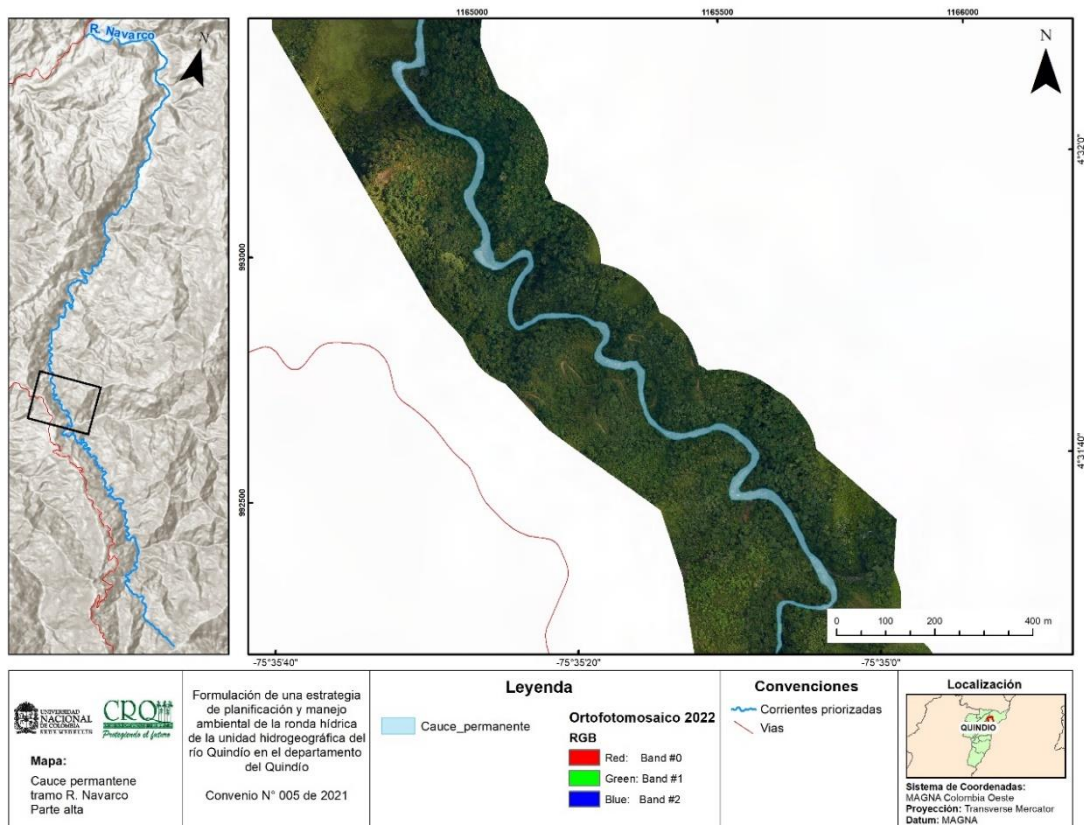 R. Navarco
N
1165000
1165500
1166000
N
4°32'0"
993000
4°31'40"
992500
0 100 200 400 m
-75°35'40"
-75°35'20"
-75°35'0"
UNIVERSIDAD
NACIONAL
DE COLOMBIA
SEDE MEDELLÍN
CRQ
Protegiendo el futuro
Mapa:
Cauce permantene
tramo R. Navarco
Parte alta
Formulación de una estrategia
de planificación y manejo
ambiental de la ronda hídrica
de la unidad hidrogeográfica del
río Quindío en el departamento
del Quindío
Convenio N° 005 de 2021
Leyenda
Cauce_permanente
Ortofotomosaico 2022
RGB
Red: Band #0
Green: Band #1
Blue: Band #2
Convenciones
Corrientes priorizadas
Vias
Localización
QUINDIO
Sistema de Coordenadas:
MAGNA Colombia Oeste
Proyección: Transverse Mercator
Datum: MAGNA